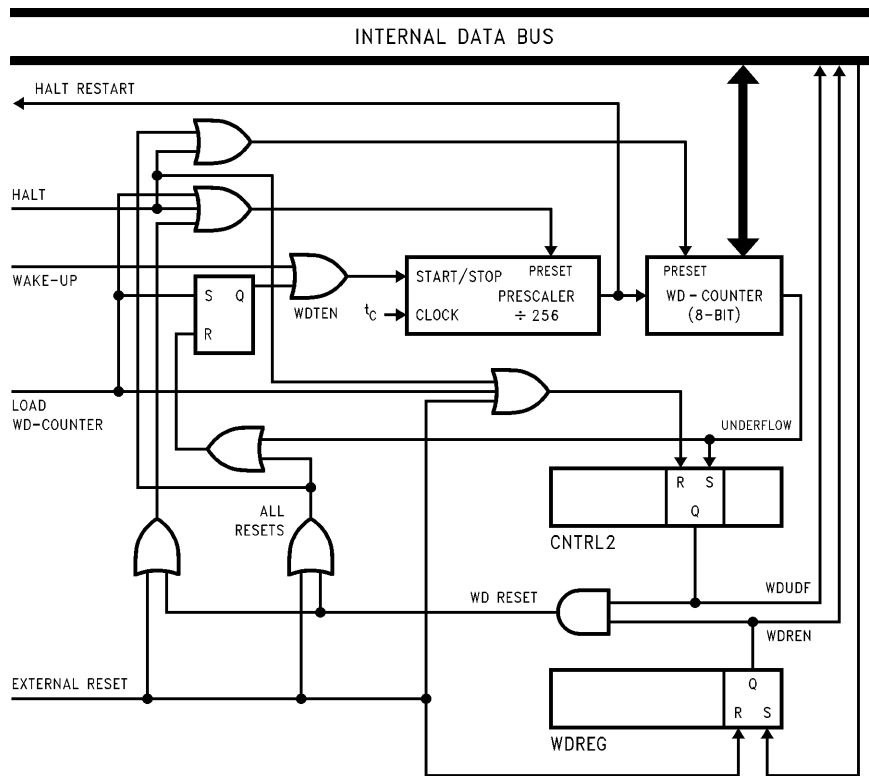 INTERNAL DATA BUS
HALT RESTART
HALT
WAKE-UP
S Q
R
WDTEN
START/STOP
PRESET
tC
CLOCK
PRESCALER
÷ 256
PRESET
WD-COUNTER
(8-BIT)
LOAD
WD-COUNTER
UNDERFLOW
R S
Q
CNTRL2
ALL
RESETS
WD RESET
WDUDF
WDREN
EXTERNAL RESET
Q
R S
WDREG